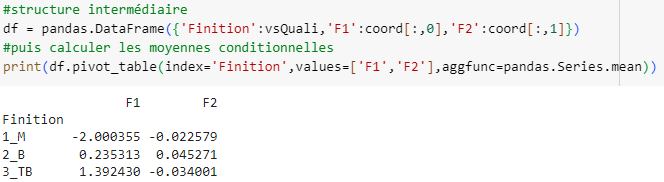 #structure intermédiaire
df = pandas.DataFrame({'Finition':vsQuali,'F1':coord[:,0],'F2':coord[:,1]})
#puis calculer les moyennes conditionnelles
print(df.pivot_table(index='Finition',values=['F1','F2'],aggfunc=pandas.Series.mean))
F1 F2
Finition
1_M -2.000355 -0.022579
2_B 0.235313 0.045271
3_TB 1.392430 -0.034001